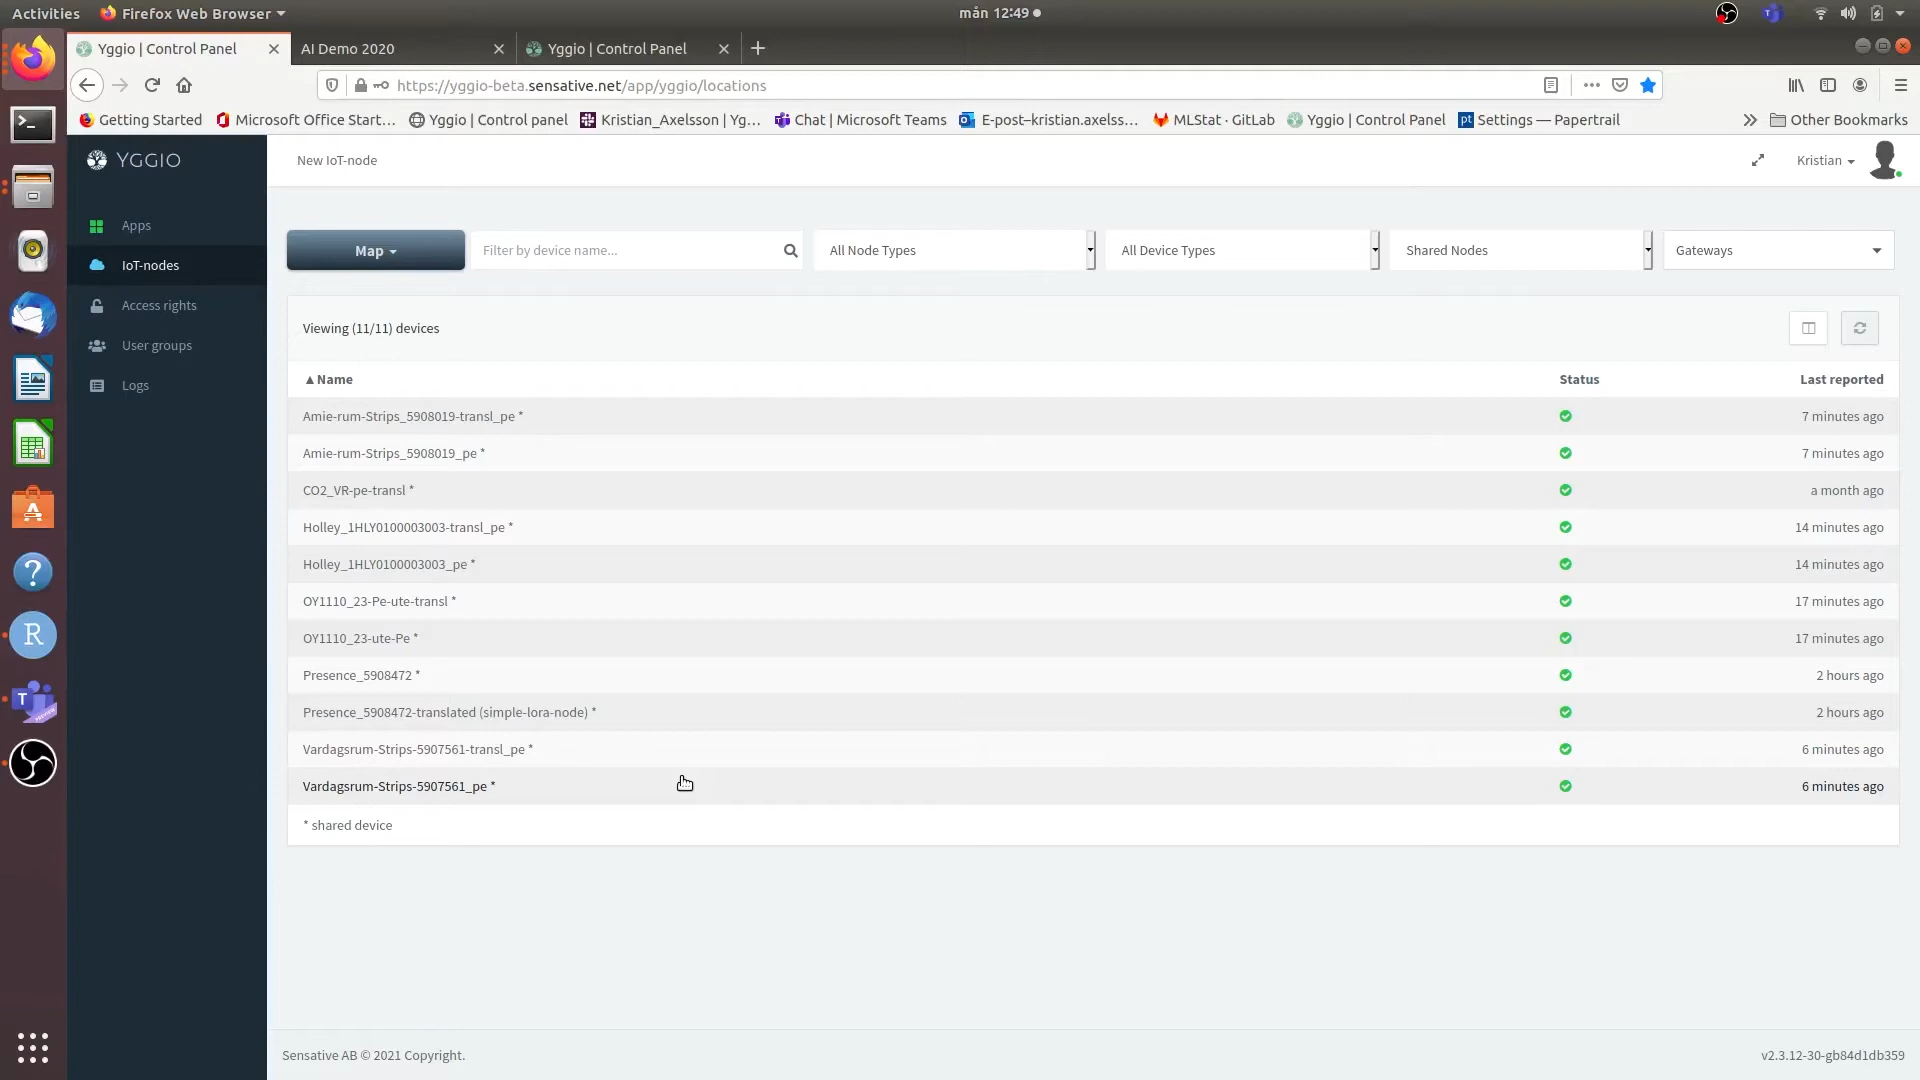 Activities
Firefox Web Browser
mån 12:49
Yggio | Control Panel
AI Demo 2020
Yggio | Control Panel
https://yggio-beta.sensative.net/app/yggio/locations
Getting Started
Microsoft Office Start…
Yggio | Control panel
Kristian_Axelsson | Yg…
Chat | Microsoft Teams
E-post–kristian.axelss…
MLStat · GitLab
Yggio | Control Panel
Settings — Papertrail
Other Bookmarks
YGGIO
New IoT-node
Kristian
Apps
IoT-nodes
Access rights
User groups
Logs
Map
Filter by device name...
All Node Types
All Device Types
Shared Nodes
Gateways
Viewing (11/11) devices
▲Name Status Last reported
Amie-rum-Strips_5908019-transl_pe * 7 minutes ago
Amie-rum-Strips_5908019_pe * 7 minutes ago
CO2_VR-pe-transl * a month ago
Holley_1HLY0100003003-transl_pe * 14 minutes ago
Holley_1HLY0100003003_pe * 14 minutes ago
OY1110_23-Pe-ute-transl * 17 minutes ago
OY1110_23-ute-Pe * 17 minutes ago
Presence_5908472 * 2 hours ago
Presence_5908472-translated (simple-lora-node) * 2 hours ago
Vardagsrum-Strips-5907561-transl_pe * 6 minutes ago
Vardagsrum-Strips-5907561_pe * 6 minutes ago
* shared device
Sensative AB © 2021 Copyright.
v2.3.12-30-gb84d1db359